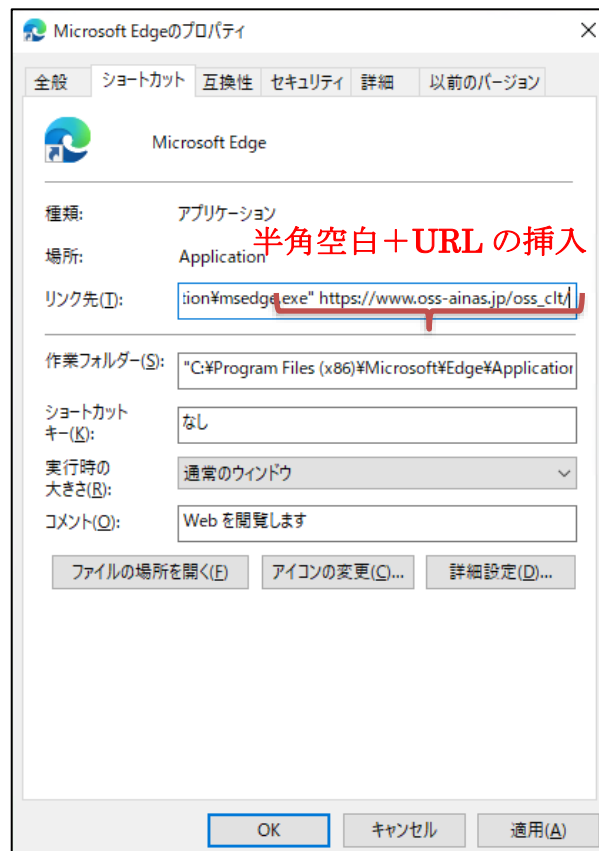 Microsoft Edgeのプロパティ
全般 ショートカット 互換性 セキュリティ 詳細 以前のバージョン
Microsoft Edge
種類: アプリケーション
半角空白＋URL の挿入
場所: Application
リンク先(T): tion¥msedge.exe" https://www.oss-ainas.jp/oss_clt/
作業フォルダー(S): "C:¥Program Files (x86)¥Microsoft¥Edge¥Application
ショートカット
キー(K): なし
実行時の
大きさ(R): 通常のウィンドウ
コメント(O): Web を閲覧します
ファイルの場所を開く(F) アイコンの変更(C)... 詳細設定(D)...
OK キャンセル 適用(A)